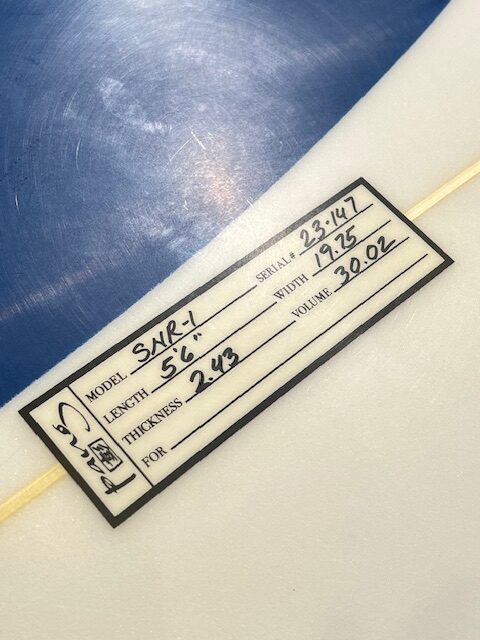 MODEL SNR-1 SERIAL# 23.147
LENGTH 5'6" WIDTH 19.75
THICKNESS 2.43 VOLUME 30.02
FOR